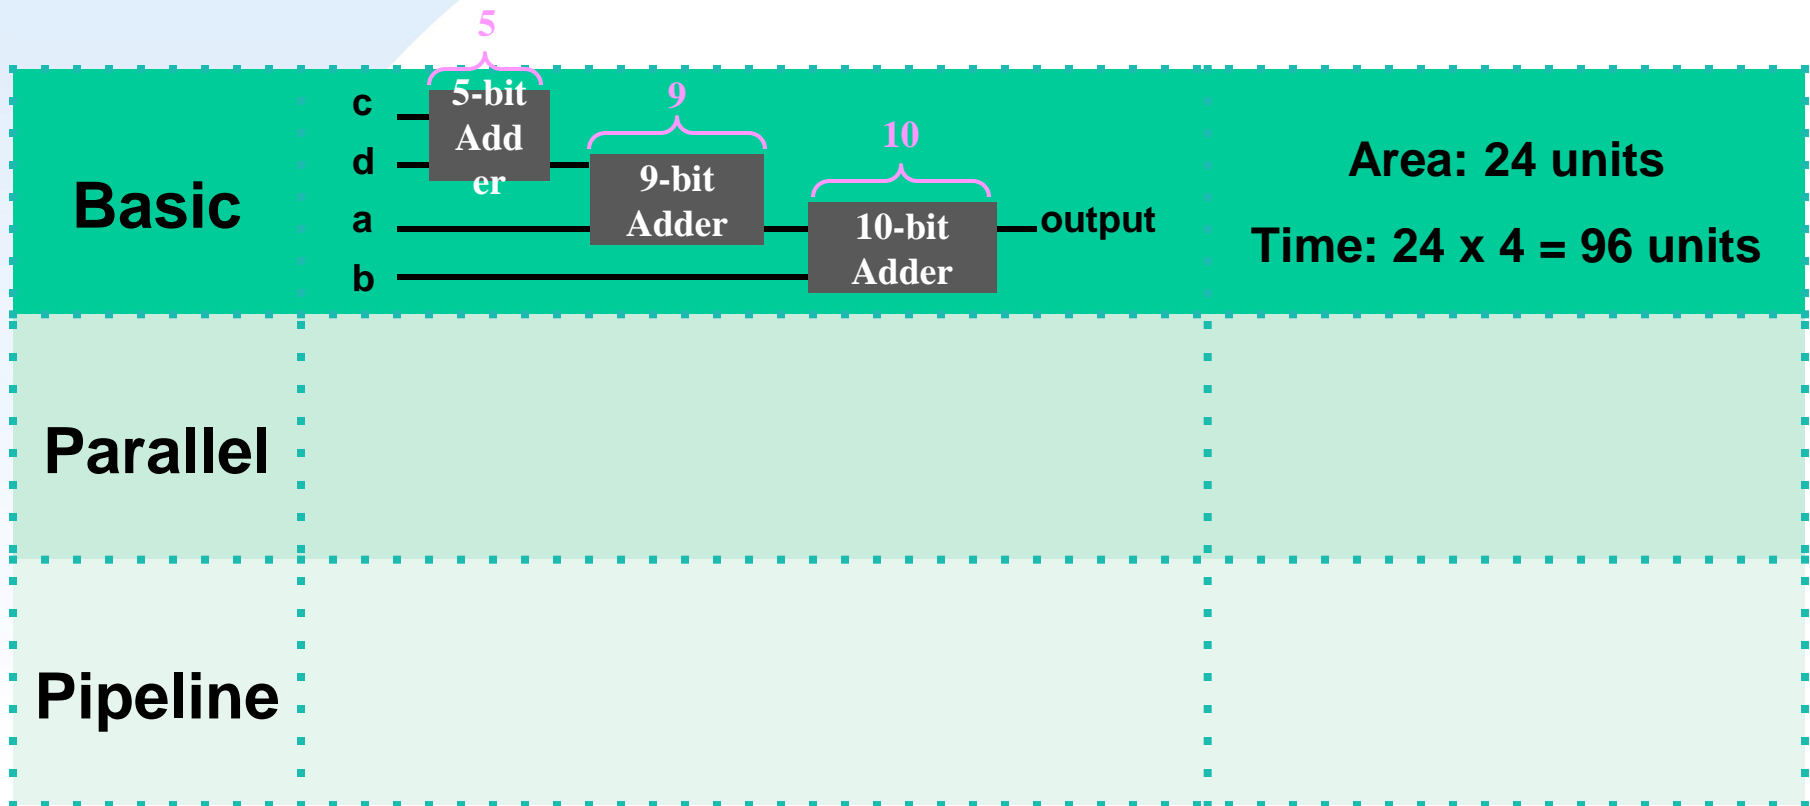 Basic
5
c
d
a
b
5-bit
Add
er
9
9-bit
Adder
10
10-bit
Adder
output
Area: 24 units
Time: 24 x 4 = 96 units
Parallel
Pipeline